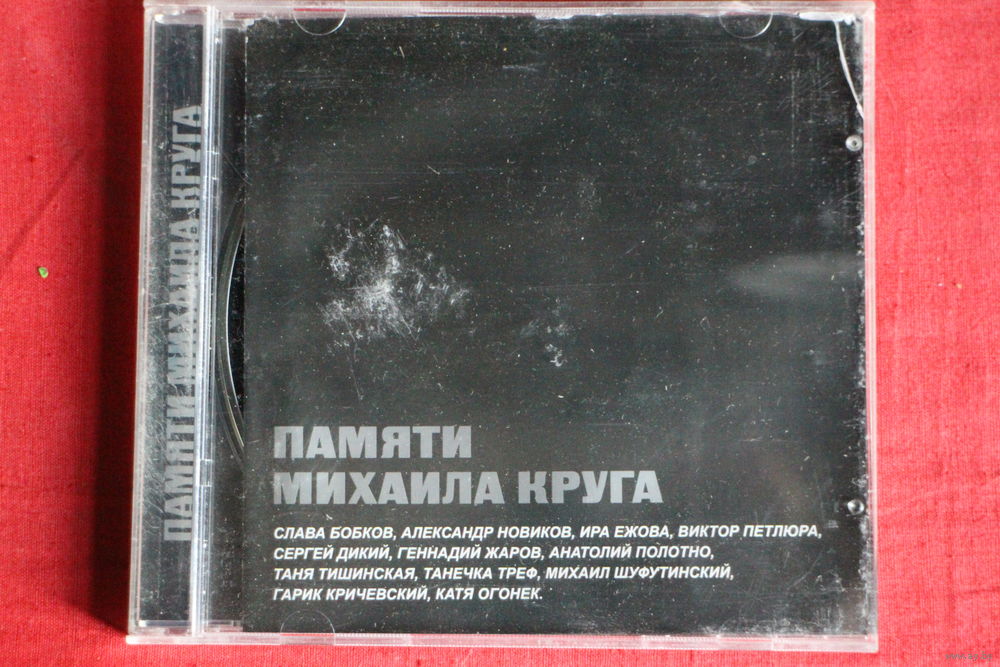 ПАМЯТИ МИХАИЛА КРУГА
ПАМЯТИ
МИХАИЛА КРУГА
СЛАВА БОБКОВ, АЛЕКСАНДР НОВИКОВ, ИРА ЕЖОВА, ВИКТОР ПЕТЛЮРА,
СЕРГЕЙ ДИКИЙ, ГЕННАДИЙ ЖАРОВ, АНАТОЛИЙ ПОЛОТНО,
ТАНЯ ТИШИНСКАЯ, ТАНЕЧКА ТРЕФ, МИХАИЛ ШУФУТИНСКИЙ,
ГАРИК КРИЧЕВСКИЙ, КАТЯ ОГОНЕК.